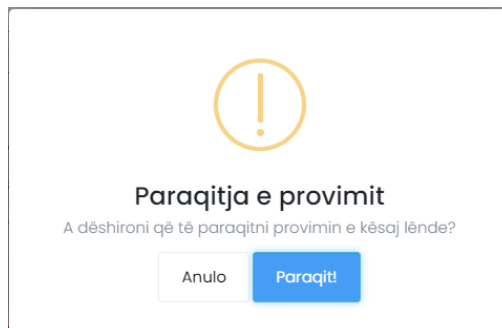 Paraqitja e provimit
A dëshironi që të paraqitni provimin e kësaj lënde?
Anulo Paraqit!